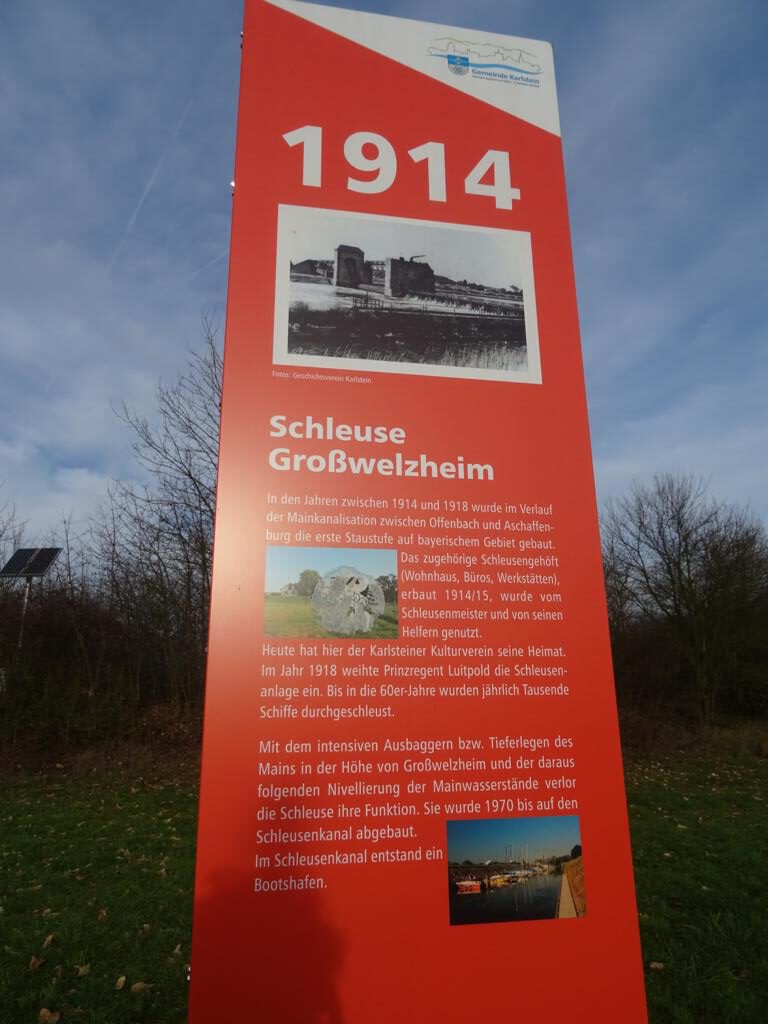 Gemeinde Karlstein
1914
Fotos: Geschichtsverein Karlstein
Schleuse
Großwelzheim
In den Jahren zwischen 1914 und 1918 wurde im Verlauf
der Mainkanalisation zwischen Offenbach und Aschaffen-
burg die erste Staustufe auf bayerischem Gebiet gebaut.
Das zugehörige Schleusengehöft
(Wohnhaus, Büros, Werkstätten),
erbaut 1914/15, wurde vom
Schleusenmeister und von seinen
Helfern genutzt.
Heute hat hier der Karlsteiner Kulturverein seine Heimat.
Im Jahr 1918 weihte Prinzregent Luitpold die Schleusen-
anlage ein. Bis in die 60er-Jahre wurden jährlich Tausende
Schiffe durchgeschleust.
Mit dem intensiven Ausbaggern bzw. Tieferlegen des
Mains in der Höhe von Großwelzheim und der daraus
folgenden Nivellierung der Mainwasserstände verlor
die Schleuse ihre Funktion. Sie wurde 1970 bis auf den
Schleusenkanal abgebaut.
Im Schleusenkanal entstand ein
Bootshafen.